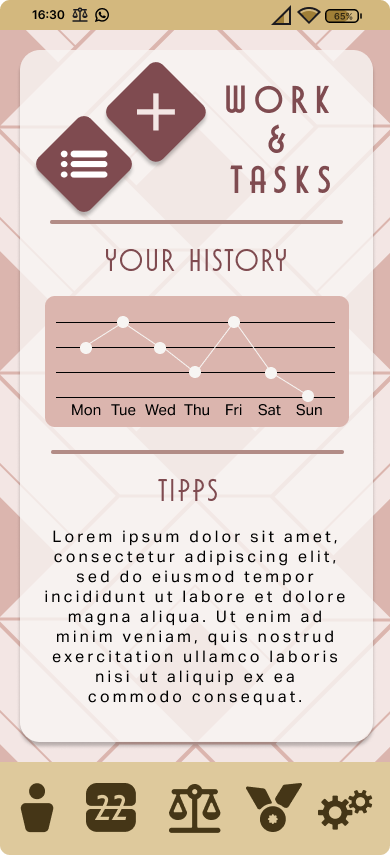 16:30
65%
WORK
&
TASKS
YOUR HISTORY
Mon Tue Wed Thu Fri Sat Sun
TIPPS
Lorem ipsum dolor sit amet,
consectetur adipiscing elit,
sed do eiusmod tempor
incididunt ut labore et dolore
magna aliqua. Ut enim ad
minim veniam, quis nostrud
exercitation ullamco laboris
nisi ut aliquip ex ea
commodo consequat.
22